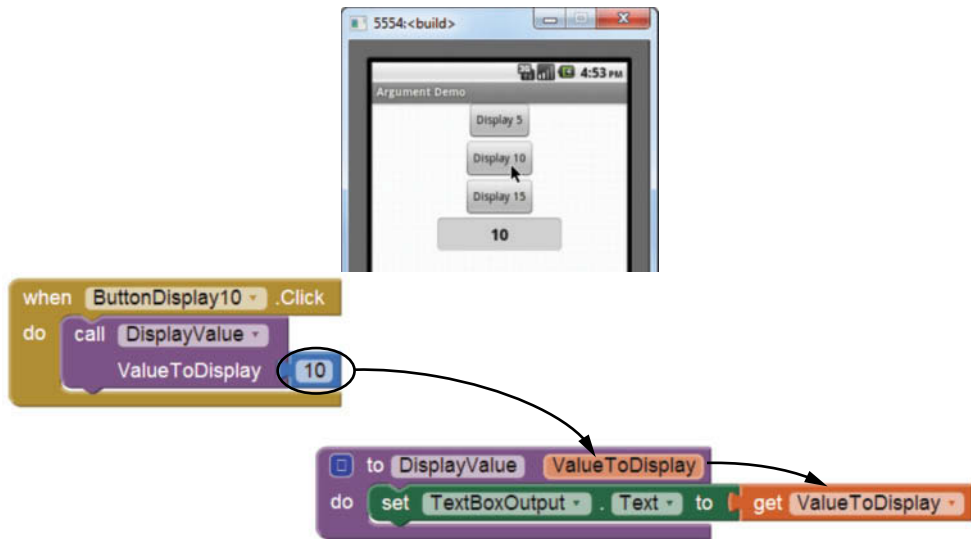 5554:<build>
3G
4:53 PM
Argument Demo
Display 5
Display 10
Display 15
10
when ButtonDisplay10 .Click
do call DisplayValue
ValueToDisplay 10
to DisplayValue ValueToDisplay
do set TextBoxOutput . Text to get ValueToDisplay